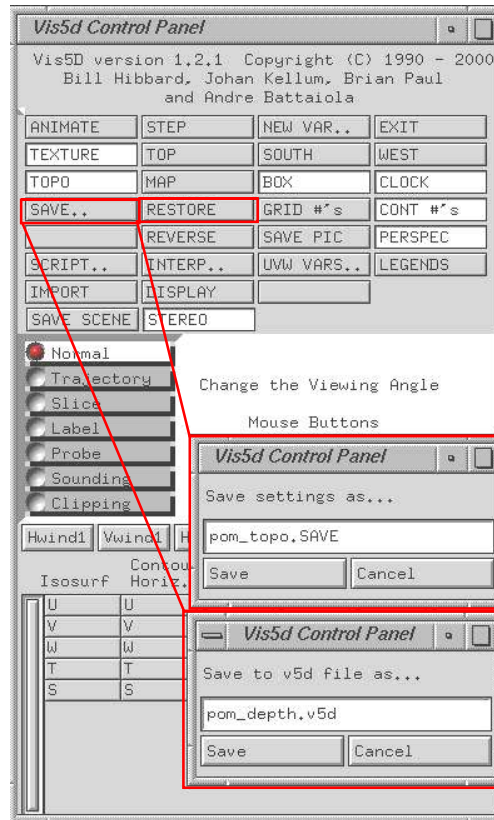 Vis5d Control Panel
Vis5D version 1.2.1 Copyright (C) 1990 - 2000
Bill Hibbard, Johan Kellum, Brian Paul
and Andre Battaiola
ANIMATE STEP NEW VAR.. EXIT
TEXTURE TOP SOUTH WEST
TOPO MAP BOX CLOCK
SAVE.. RESTORE GRID #'s CONT #'s
REVERSE SAVE PIC PERSPEC
SCRIPT.. INTERP.. UVW VARS.. LEGENDS
IMPORT DISPLAY
SAVE SCENE STEREO
Normal
Trajectory
Slice
Label
Probe
Sounding
Clipping
Change the Viewing Angle
Mouse Buttons
Vis5d Control Panel
Save settings as...
pom_topo.SAVE
Save Cancel
Hwind1 Vwind1 H
Contou
Isosurf Horiz.
U U
V V
W W
T T
S S
Vis5d Control Panel
Save to v5d file as...
pom_depth.v5d
Save Cancel